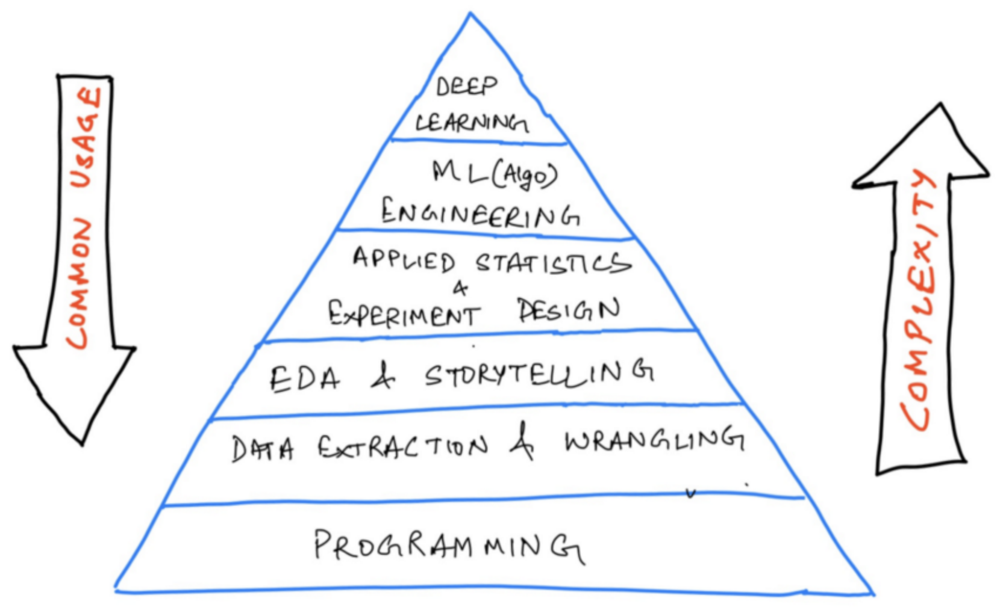 DEEP
LEARNING
ML(Algo)
ENGINEERING
APPLIED STATISTICS
&
EXPERIMENT DESIGN
EDA & STORYTELLING
DATA EXTRACTION & WRANGLING
PROGRAMMING
COMMON USAGE
COMPLEXITY